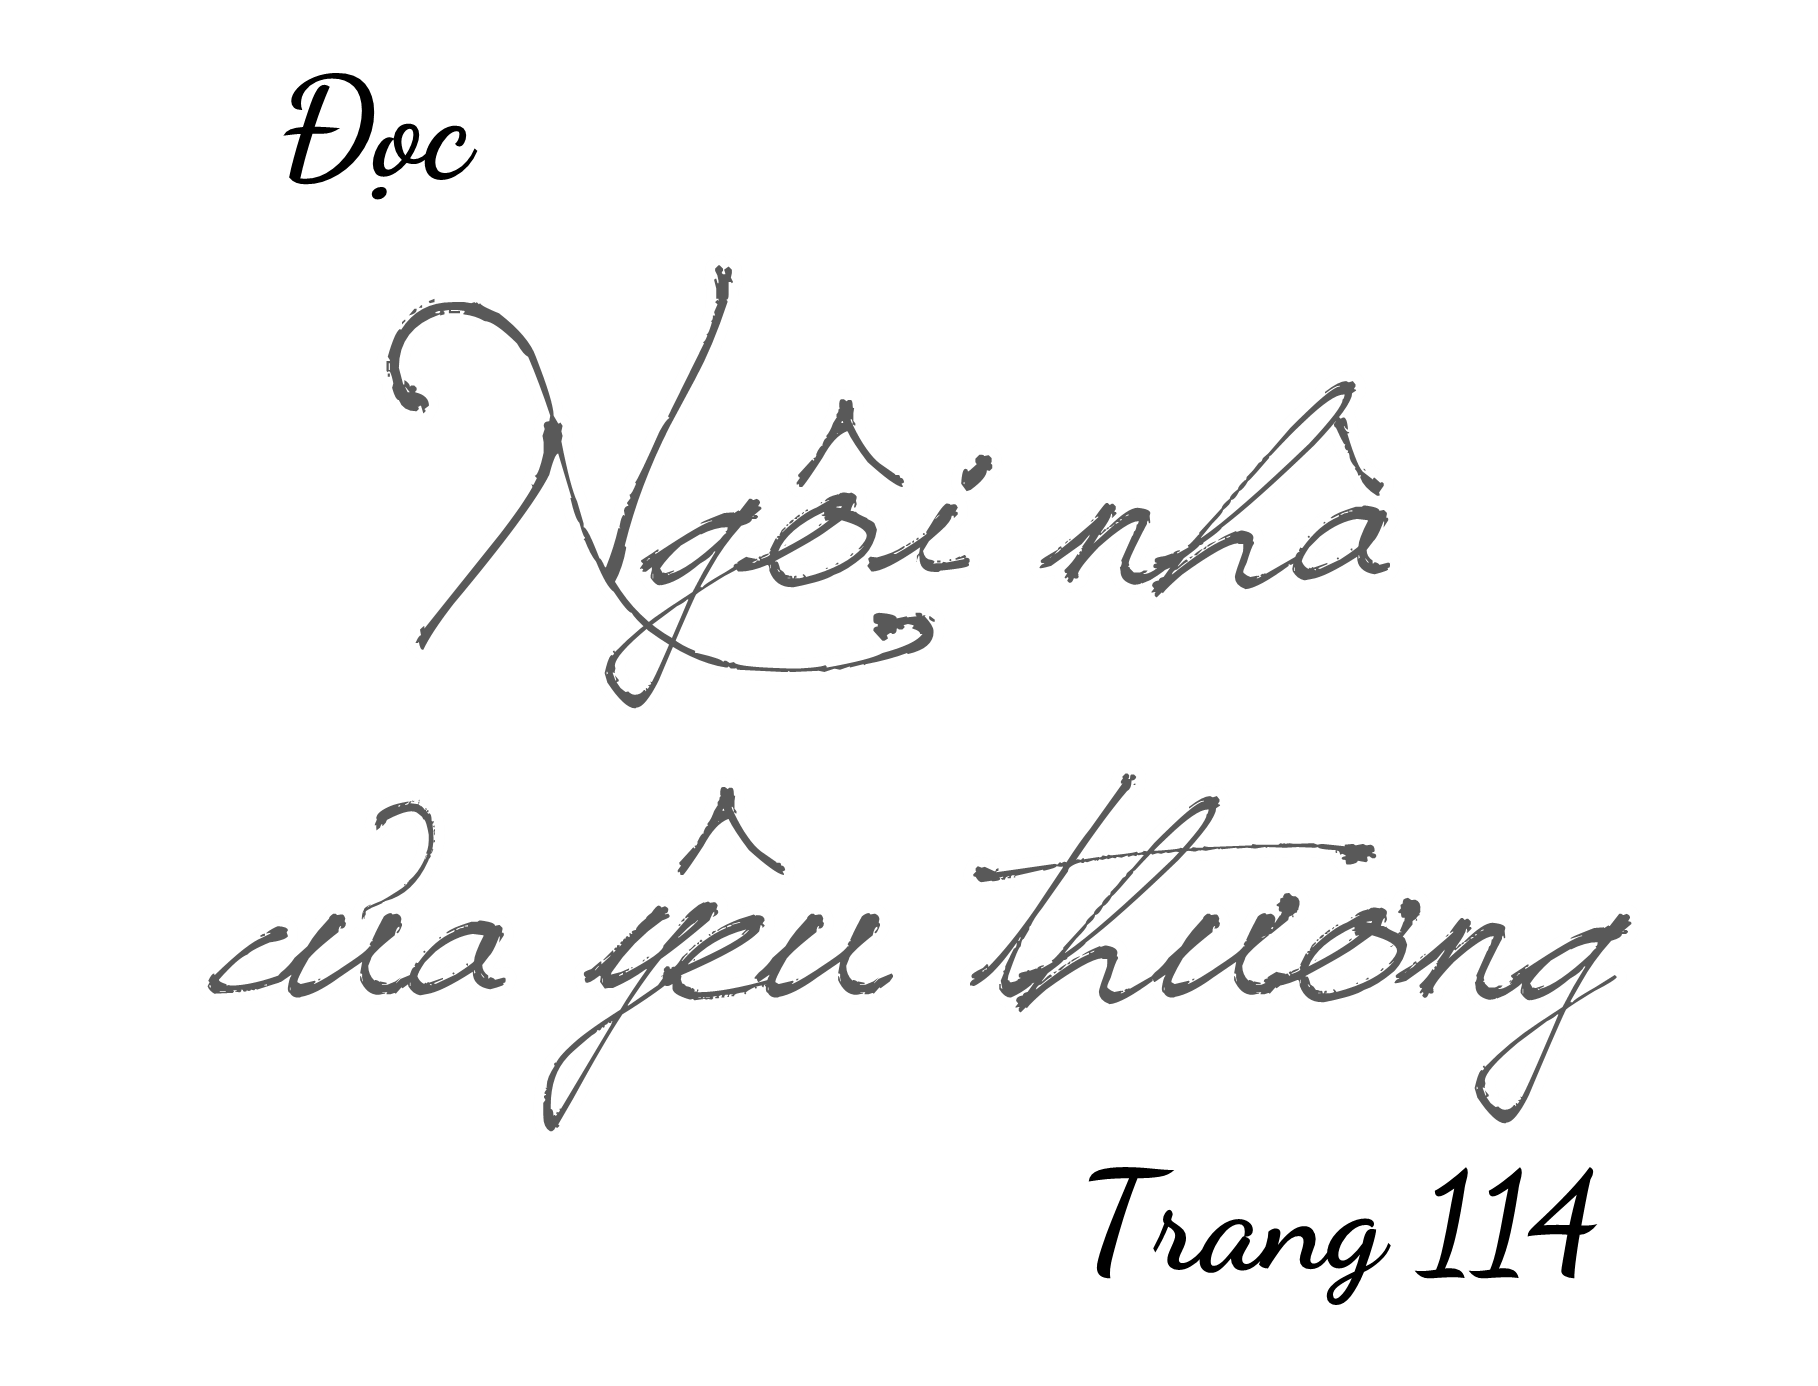 Đọc
Ngôi nhà
của yêu thương
Trang 114